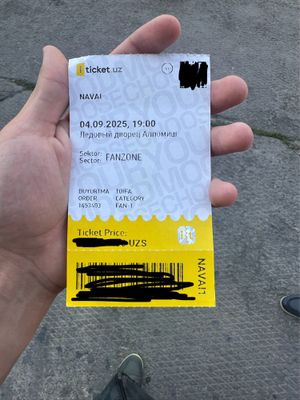 iticket.uz
NAVAI
04.09.2025, 19:00
Ледовый дворец Алпомиш
Sektor:
Sector: FANZONE
BUYURTMA TOIFA
ORDER CATEGORY
1453493 FAN-1
Ticket Price:
UZS
NAVAI